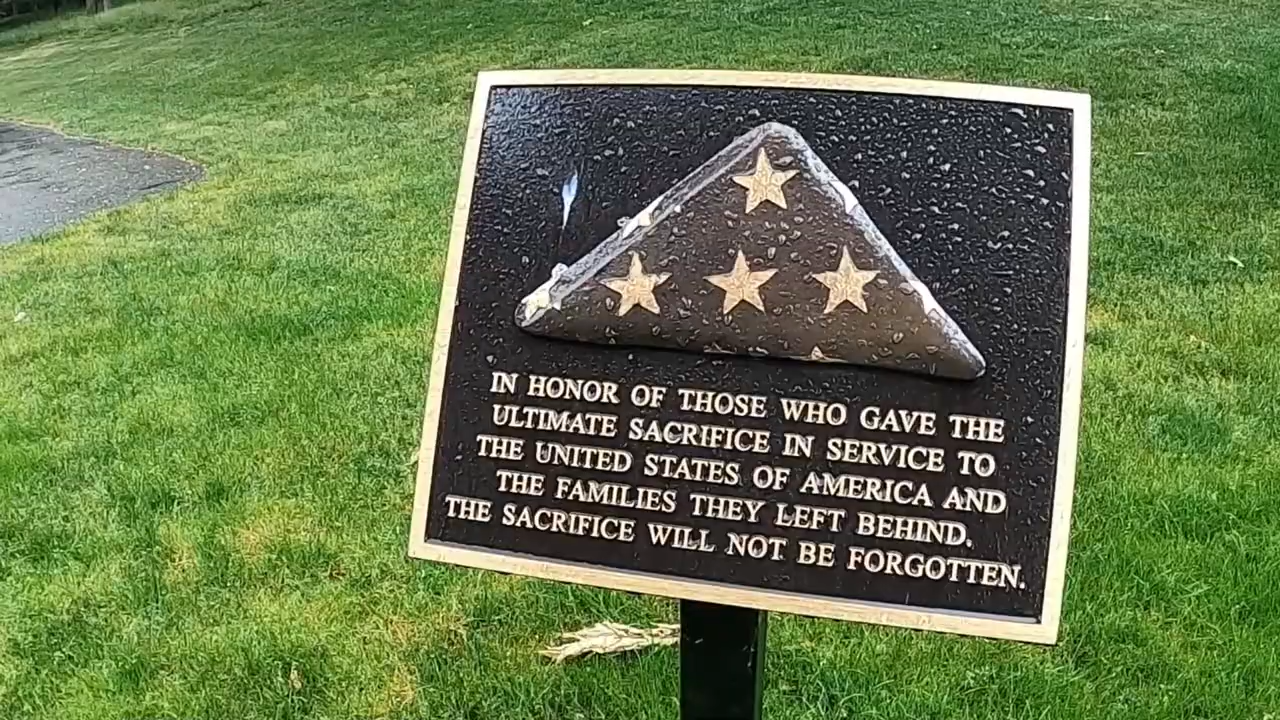 IN HONOR OF THOSE WHO GAVE THE
ULTIMATE SACRIFICE IN SERVICE TO
THE UNITED STATES OF AMERICA AND
THE FAMILIES THEY LEFT BEHIND.
THE SACRIFICE WILL NOT BE FORGOTTEN.